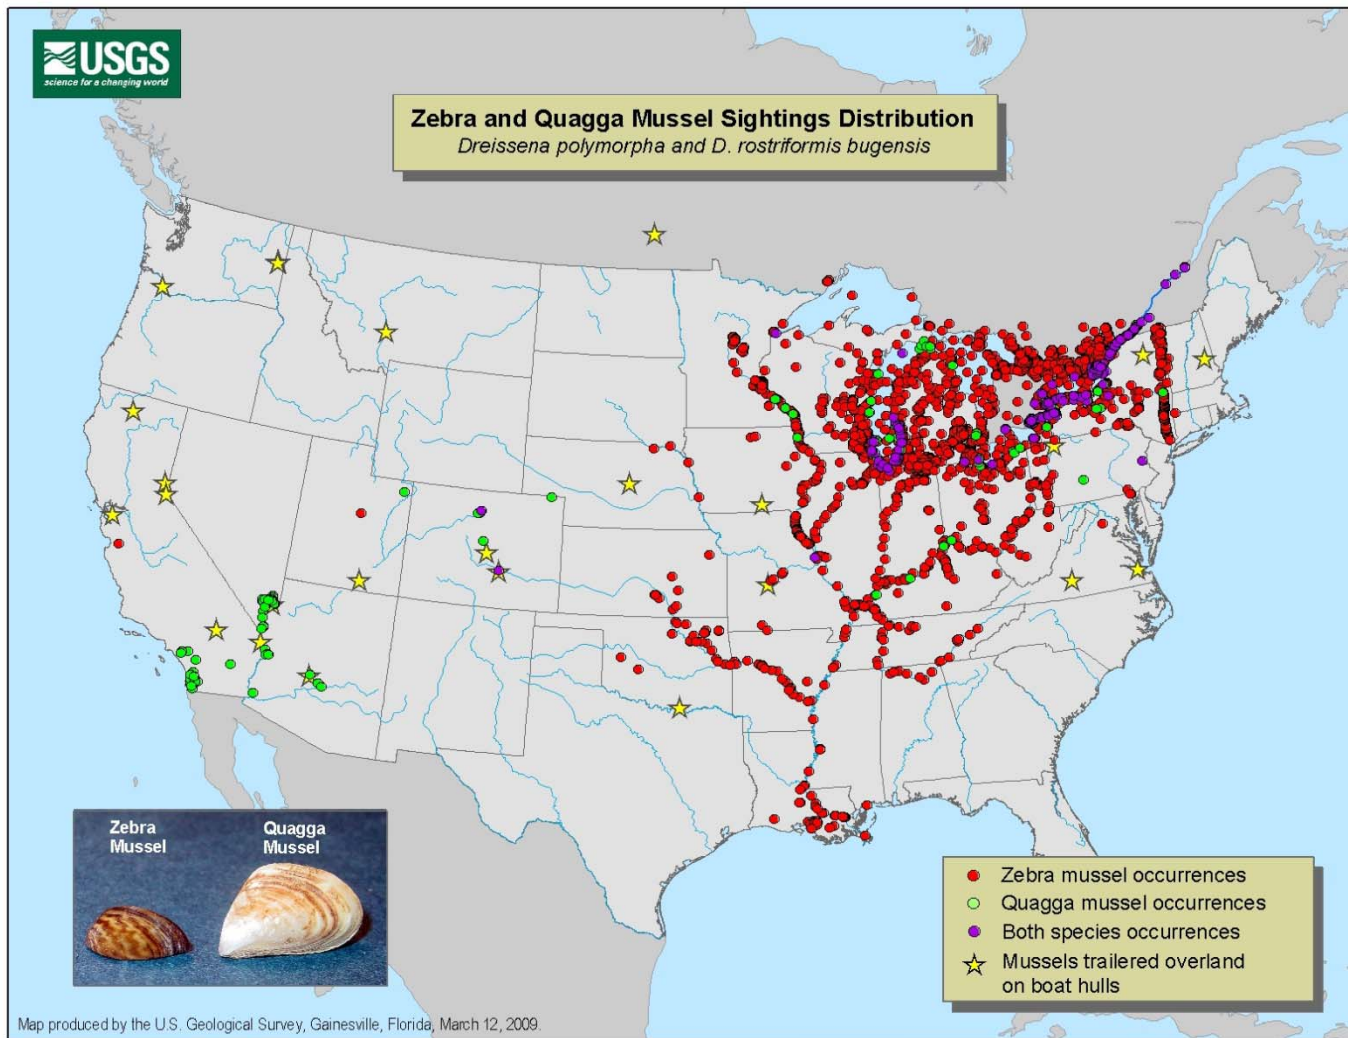 USGS
science for a changing world
Zebra and Quagga Mussel Sightings Distribution
Dreissena polymorpha and D. rostriformis bugensis
Zebra
Mussel
Quagga
Mussel
Zebra mussel occurrences
Quagga mussel occurrences
Both species occurrences
Mussels trailered overland
on boat hulls
Map produced by the U.S. Geological Survey, Gainesville, Florida, March 12, 2009.